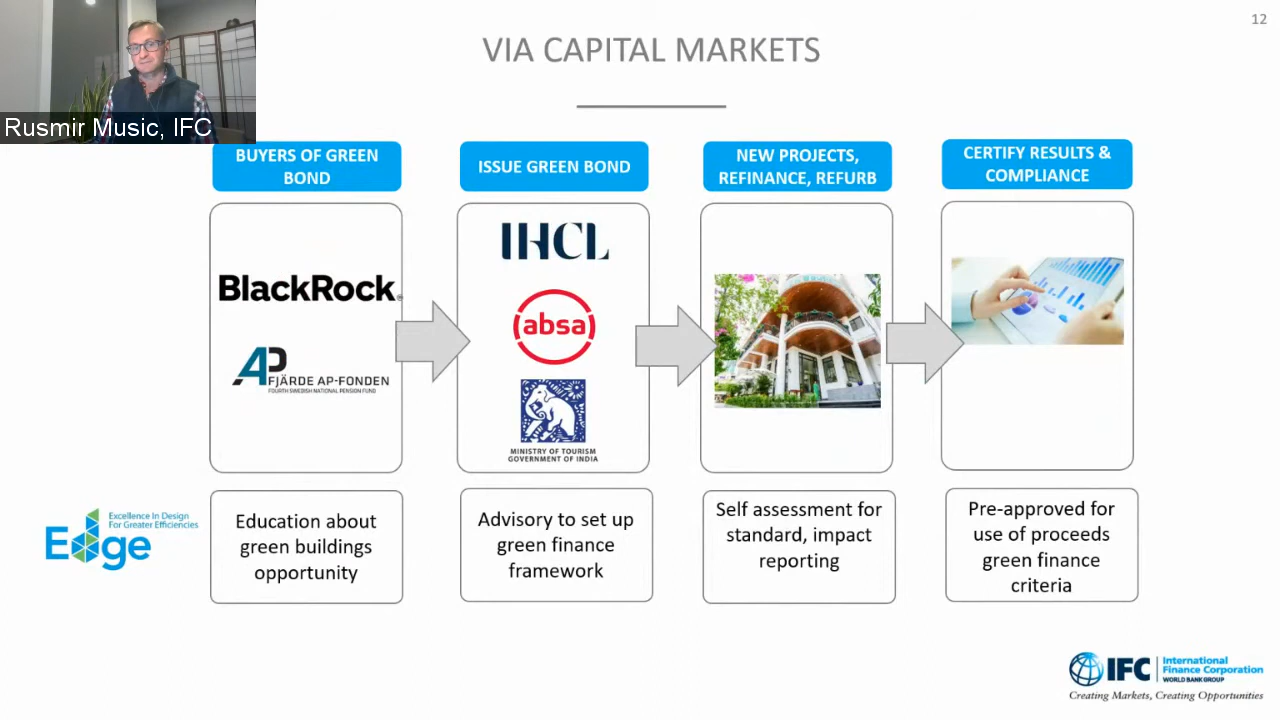 12
VIA CAPITAL MARKETS
Rusmir Music, IFC
BUYERS OF GREEN
BOND
ISSUE GREEN BOND
NEW PROJECTS,
REFINANCE, REFURB
CERTIFY RESULTS &
COMPLIANCE
BlackRock®
AP
FJÄRDE AP-FONDEN
FOURTH SWEDISH NATIONAL PENSION FUND
IHCL
absa
MINISTRY OF TOURISM
GOVERNMENT OF INDIA
Edge
Excellence In Design
For Greater Efficiencies
Education about
green buildings
opportunity
Advisory to set up
green finance
framework
Self assessment for
standard, impact
reporting
Pre-approved for
use of proceeds
green finance
criteria
IFC
International
Finance Corporation
WORLD BANK GROUP
Creating Markets, Creating Opportunities